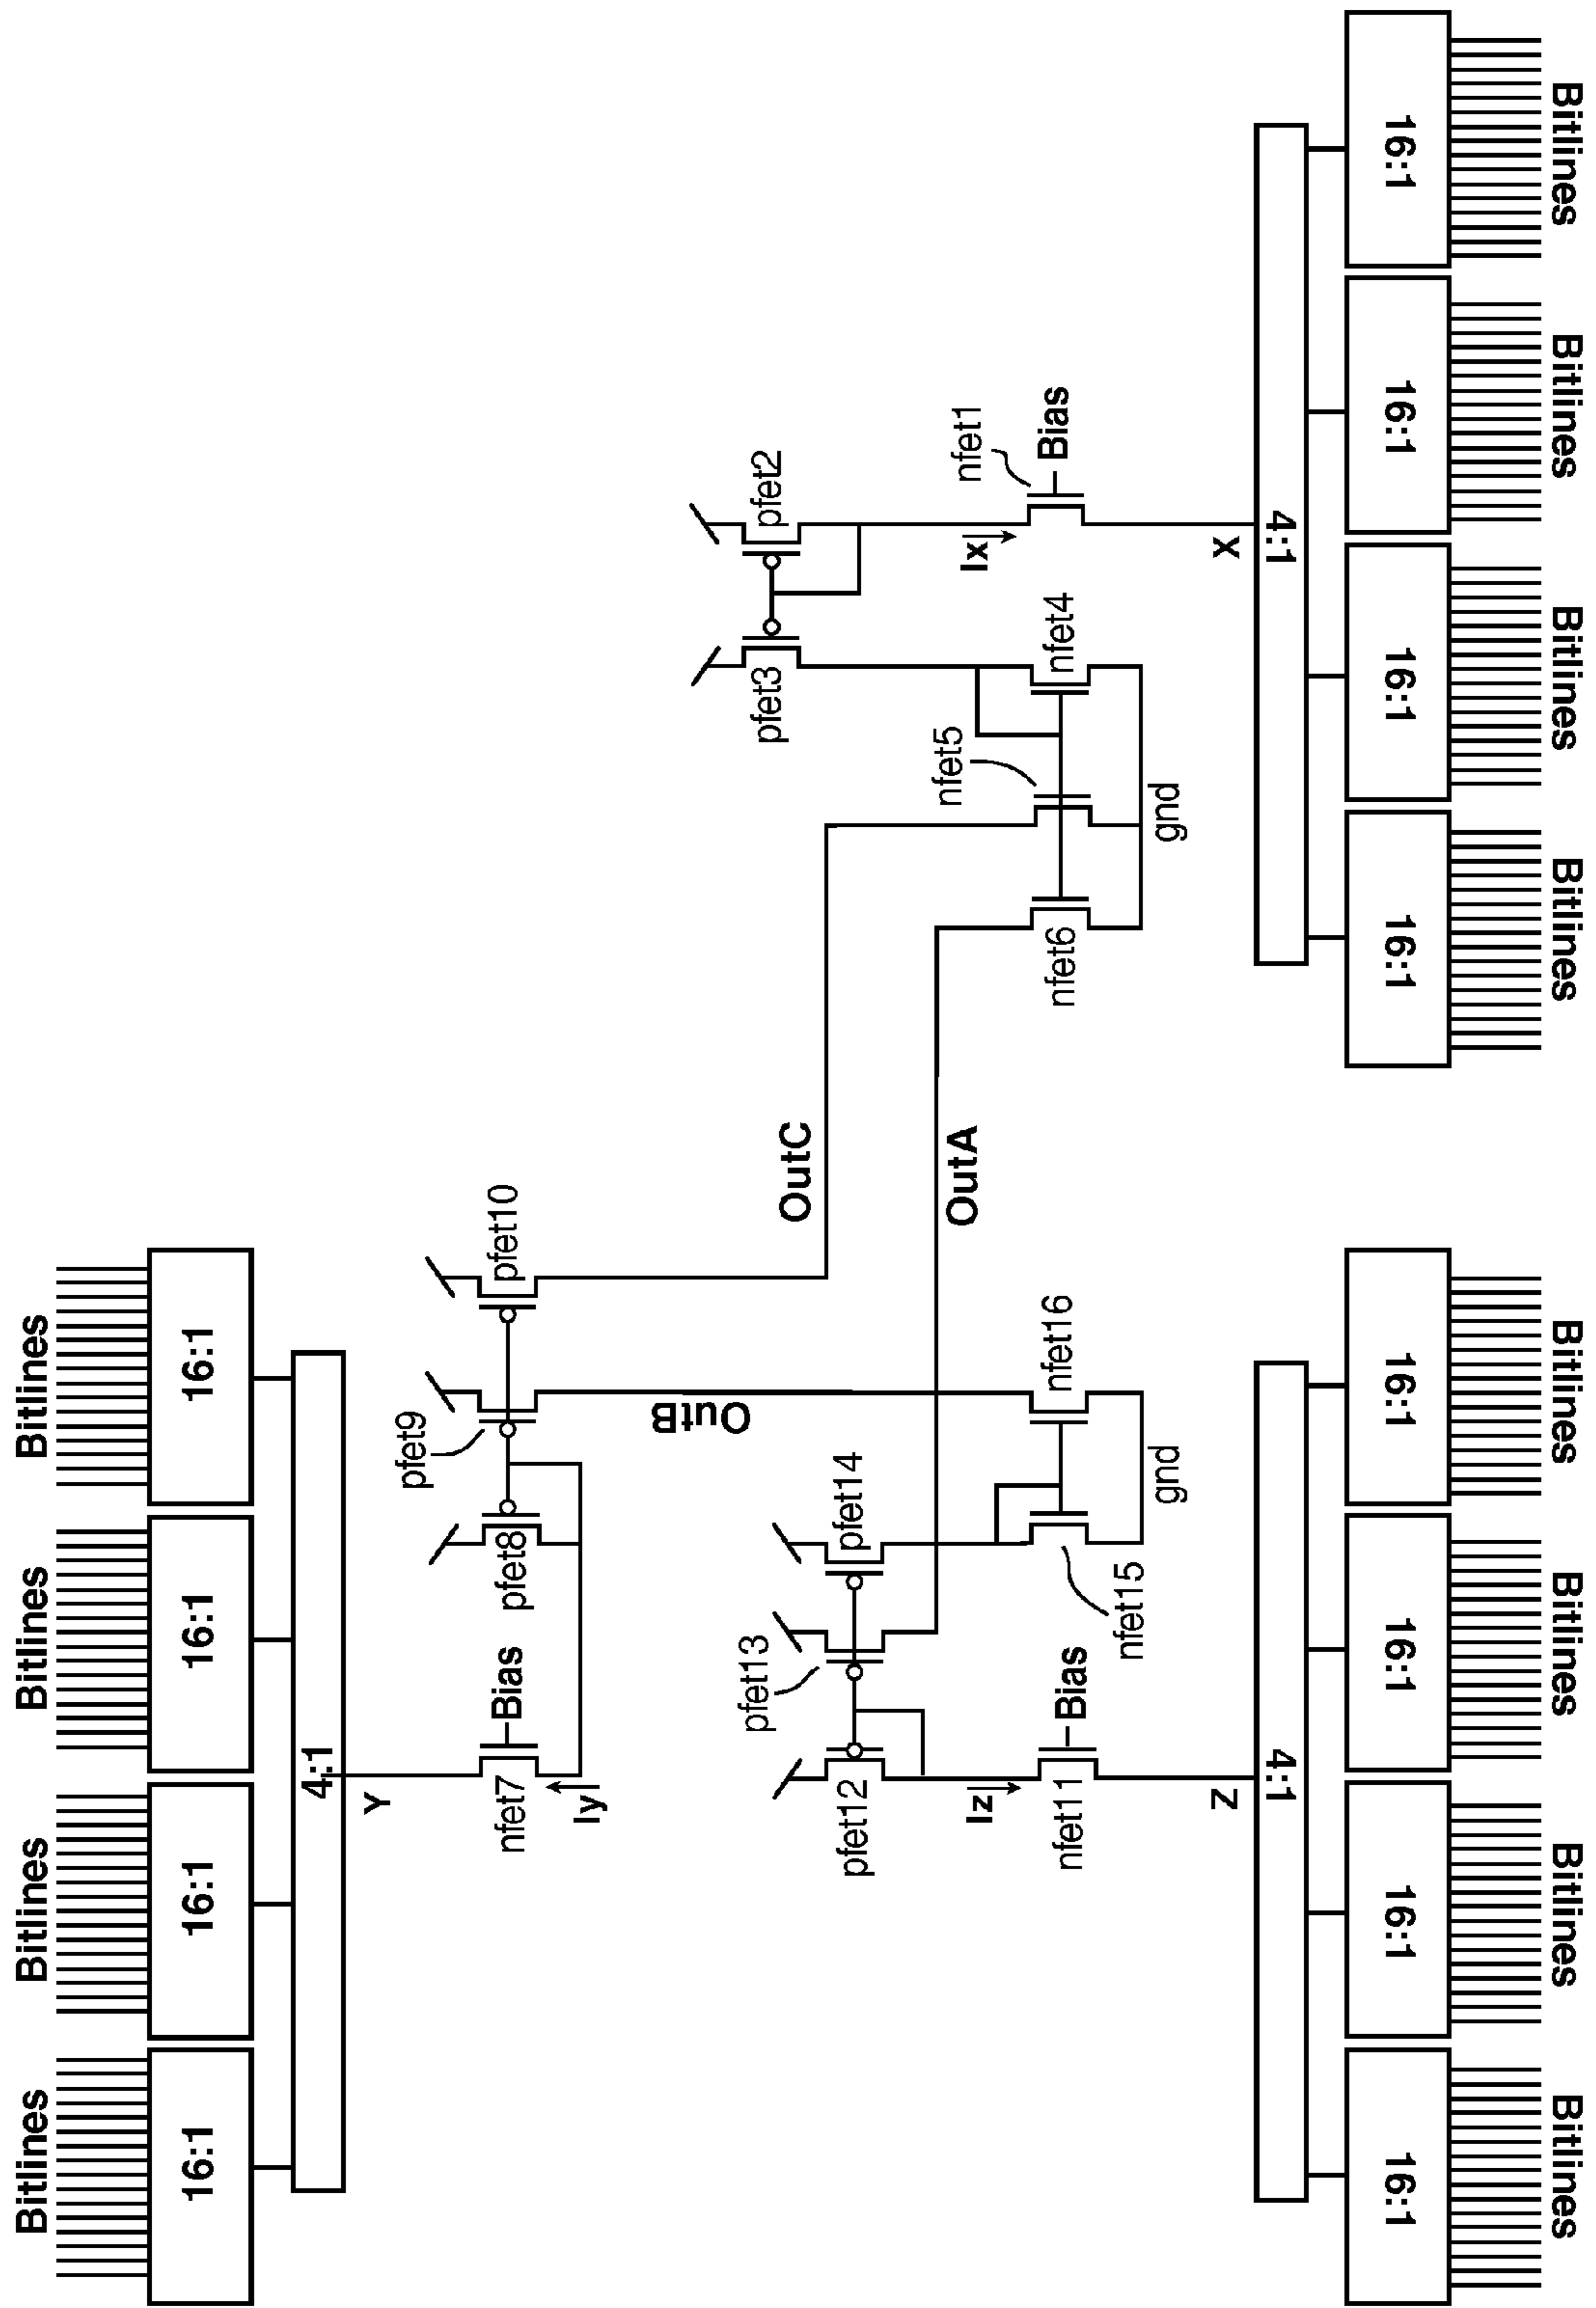 Bitlines
Bitlines
Bitlines
Bitlines
16:1
16:1
16:1
16:1
4:1
X
Bias
nfet1
Ix
pfet2
pfet3
nfet4
nfet5
nfet6
gnd
OutC
OutA
Bitlines
Bitlines
Bitlines
Bitlines
16:1
16:1
16:1
16:1
4:1
Y
pfet10
pfet9
pfet8
Bias
nfet7
Iy
OutB
nfet16
gnd
pfet14
nfet15
pfet13
Bias
pfet12
Iz
nfet11
Z
4:1
16:1
16:1
16:1
16:1
Bitlines
Bitlines
Bitlines
Bitlines